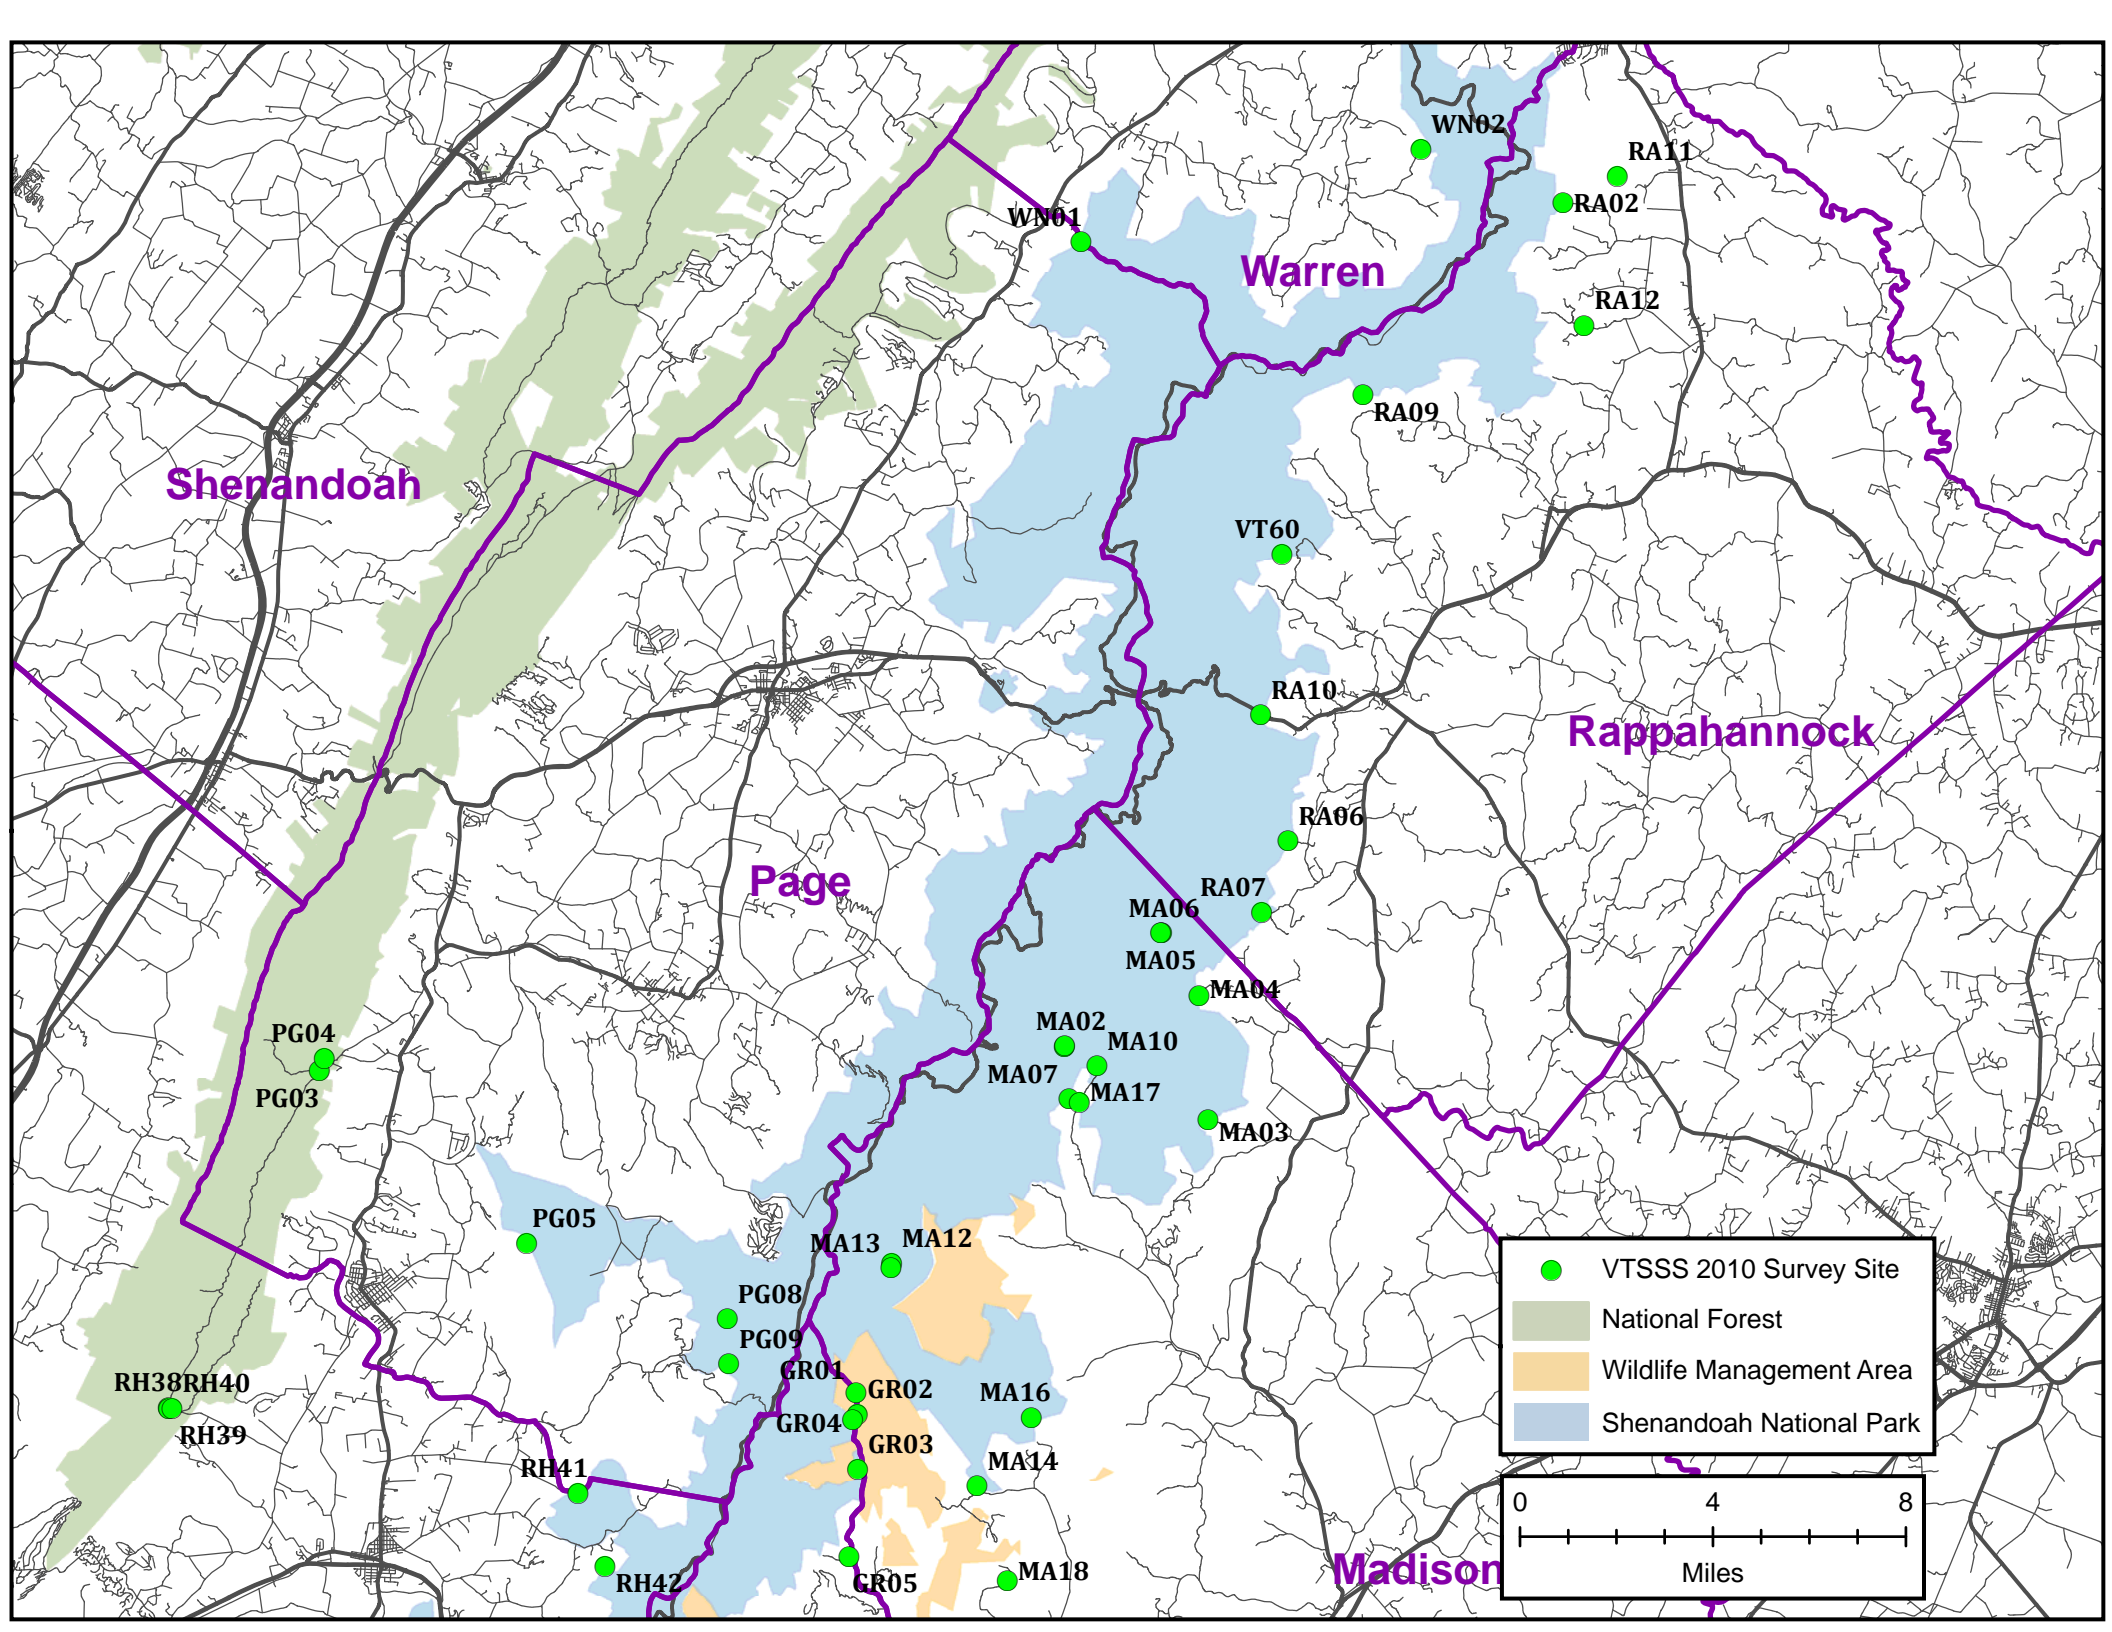 WN02
RA11
RA02
WN01
Warren
RA12
RA09
Shenandoah
VT60
RA10
Rappahannock
RA06
Page
RA07
MA06
MA05
MA04
PG04
MA02
MA10
MA07
PG03
MA17
MA03
PG05
MA13
MA12
PG08
PG09
GR01
RH38
RH40
GR02
MA16
GR04
RH39
GR03
MA14
RH41
MA18
RH42
GR05
Madison
VTSSS 2010 Survey Site
National Forest
Wildlife Management Area
Shenandoah National Park
0 4 8
Miles